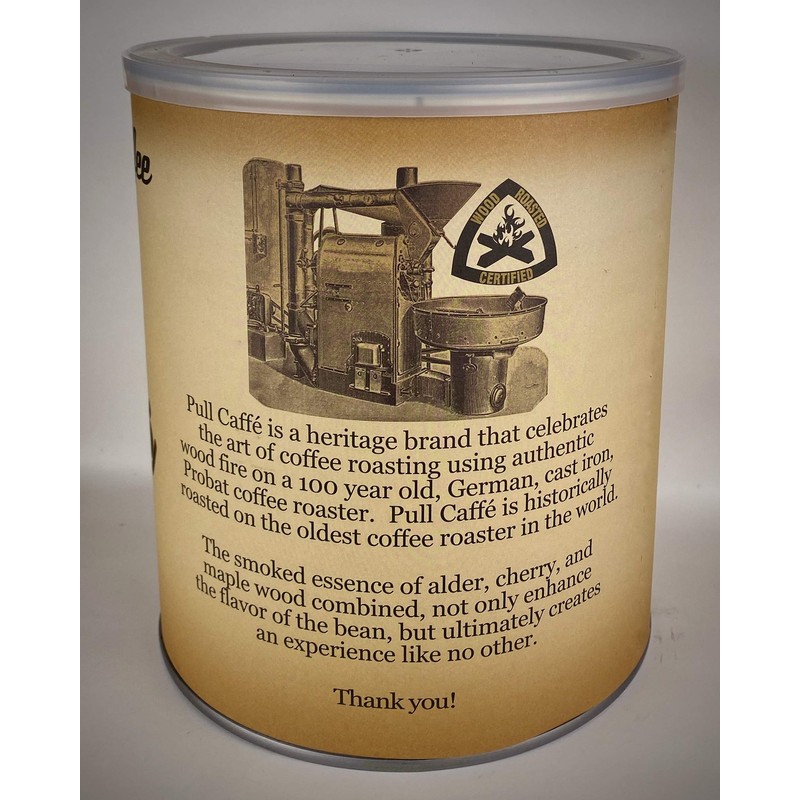 WOOD ROASTED
CERTIFIED
Pull Caffé is a heritage brand that celebrates
the art of coffee roasting using authentic
wood fire on a 100 year old, German, cast iron,
Probat coffee roaster. Pull Caffé is historically
roasted on the oldest coffee roaster in the world.
The smoked essence of alder, cherry, and
maple wood combined, not only enhance
the flavor of the bean, but ultimately creates
an experience like no other.
Thank you!